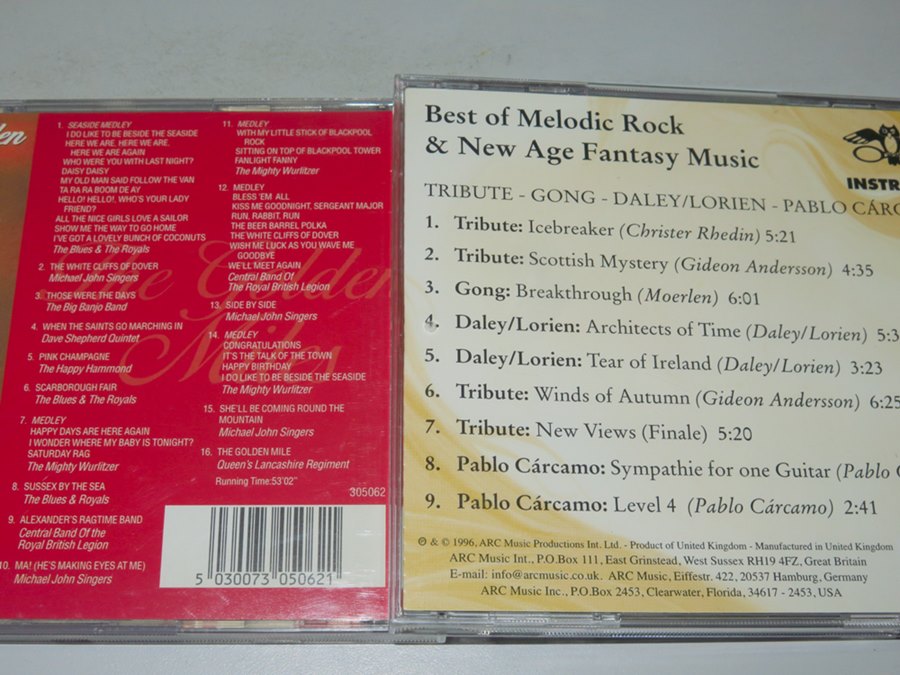 den
The Golden
Mile
1. SEASIDE MEDLEY
I DO LIKE TO BE BESIDE THE SEASIDE
HERE WE ARE, HERE WE ARE,
HERE WE ARE AGAIN
WHO WERE YOU WITH LAST NIGHT?
DAISY DAISY
MY OLD MAN SAID FOLLOW THE VAN
TA RA RA BOOM DE AY
HELLO! HELLO!, WHO'S YOUR LADY
FRIEND?
ALL THE NICE GIRLS LOVE A SAILOR
SHOW ME THE WAY TO GO HOME
I'VE GOT A LOVELY BUNCH OF COCONUTS
The Blues & The Royals
2. THE WHITE CLIFFS OF DOVER
Michael John Singers
3. THOSE WERE THE DAYS
The Big Banjo Band
4. WHEN THE SAINTS GO MARCHING IN
Dave Shepherd Quintet
5. PINK CHAMPAGNE
The Happy Hammond
6. SCARBOROUGH FAIR
The Blues & The Royals
7. MEDLEY
HAPPY DAYS ARE HERE AGAIN
I WONDER WHERE MY BABY IS TONIGHT?
SATURDAY RAG
The Mighty Wurlitzer
8. SUSSEX BY THE SEA
The Blues & Royals
9. ALEXANDER'S RAGTIME BAND
Central Band Of the
Royal British Legion
10. MA! (HE'S MAKING EYES AT ME)
Michael John Singers
11. MEDLEY
WITH MY LITTLE STICK OF BLACKPOOL
ROCK
SITTING ON TOP OF BLACKPOOL TOWER
FANLIGHT FANNY
The Mighty Wurlitzer
12. MEDLEY
BLESS 'EM ALL
KISS ME GOODNIGHT, SERGEANT MAJOR
RUN, RABBIT, RUN
THE BEER BARREL POLKA
THE WHITE CLIFFS OF DOVER
WISH ME LUCK AS YOU WAVE ME
GOODBYE
WE'LL MEET AGAIN
Central Band Of
The Royal British Legion
13. SIDE BY SIDE
Michael John Singers
14. MEDLEY
CONGRATULATIONS
IT'S THE TALK OF THE TOWN
HAPPY BIRTHDAY
I DO LIKE TO BE BESIDE THE SEASIDE
The Mighty Wurlitzer
15. SHE'LL BE COMING ROUND THE
MOUNTAIN
Michael John Singers
16. THE GOLDEN MILE
Queen's Lancashire Regiment
Running Time:53'02"
305062
5 030073 050621
Best of Melodic Rock
& New Age Fantasy Music
INSTR
TRIBUTE - GONG - DALEY/LORIEN - PABLO CÁRC
1. Tribute: Icebreaker (Christer Rhedin) 5:21
2. Tribute: Scottish Mystery (Gideon Andersson) 4:35
3. Gong: Breakthrough (Moerlen) 6:01
4. Daley/Lorien: Architects of Time (Daley/Lorien) 5:3
5. Daley/Lorien: Tear of Ireland (Daley/Lorien) 3:23
6. Tribute: Winds of Autumn (Gideon Andersson) 6:25
7. Tribute: New Views (Finale) 5:20
8. Pablo Cárcamo: Sympathie for one Guitar (Pablo C
9. Pablo Cárcamo: Level 4 (Pablo Cárcamo) 2:41
℗ & © 1996, ARC Music Productions Int. Ltd. - Product of United Kingdom - Manufactured in United Kingdom
ARC Music Int., P.O.Box 111, East Grinstead, West Sussex RH19 4FZ, Great Britain
E-mail: info@arcmusic.co.uk. ARC Music, Eiffestr. 422, 20537 Hamburg, Germany
ARC Music Inc., P.O.Box 2453, Clearwater, Florida, 34617 - 2453, USA